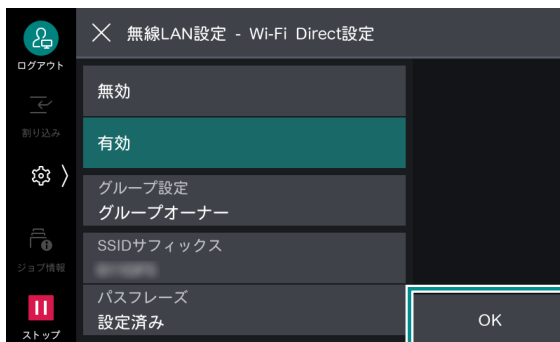 無線LAN設定 - Wi-Fi Direct設定
ログアウト
割り込み
ジョブ情報
ストップ
無効
有効
グループ設定
グループオーナー
SSIDサフィックス
パスフレーズ
設定済み
OK